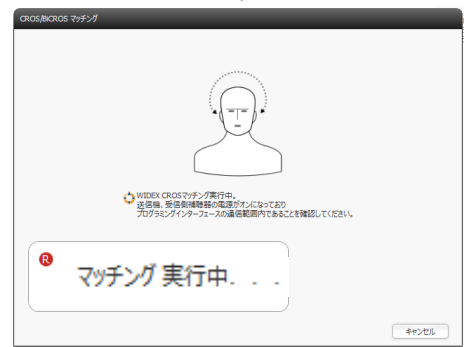 CROS/BiCROS マッチング
WIDEX CROSマッチング実行中。
送信機、受信側補聴器の電源がオンになっており
プログラミングインターフェースの通信範囲内であることを確認してください。
R
マッチング 実行中. . .
キャンセル